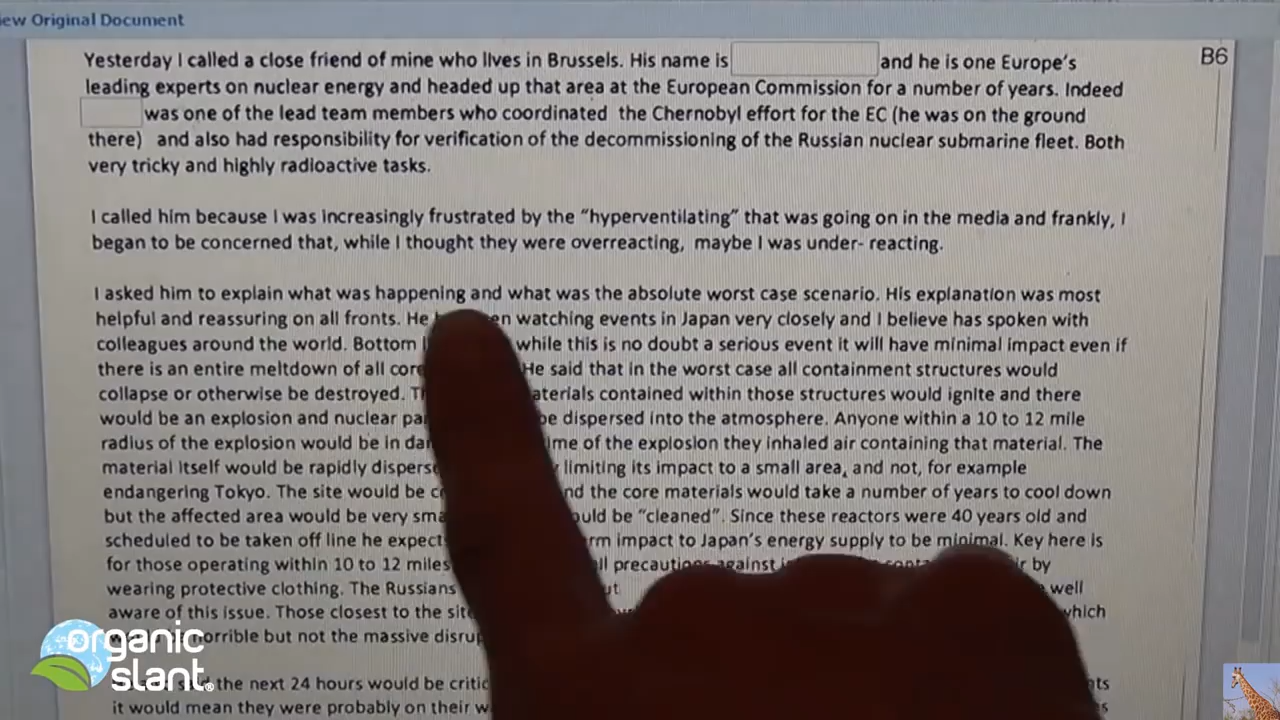 ew Original Document
B6
Yesterday I called a close friend of mine who lives in Brussels. His name is and he is one Europe's
leading experts on nuclear energy and headed up that area at the European Commission for a number of years. Indeed
was one of the lead team members who coordinated the Chernobyl effort for the EC (he was on the ground
there) and also had responsibility for verification of the decommissioning of the Russian nuclear submarine fleet. Both
very tricky and highly radioactive tasks.
I called him because I was increasingly frustrated by the "hyperventilating" that was going on in the media and frankly, I
began to be concerned that, while I thought they were overreacting, maybe I was under- reacting.
I asked him to explain what was happening and what was the absolute worst case scenario. His explanation was most
helpful and reassuring on all fronts. He watching events in Japan very closely and I believe has spoken with
colleagues around the world. Bottom while this is no doubt a serious event it will have minimal impact even if
there is an entire meltdown of all He said that in the worst case all containment structures would
collapse or otherwise be destroyed. contained within those structures would ignite and there
would be an explosion and nuclear be dispersed into the atmosphere. Anyone within a 10 to 12 mile
radius of the explosion would be in of the explosion they inhaled air containing that material. The
material itself would be rapidly limiting its impact to a small area, and not, for example
endangering Tokyo. The site would be and the core materials would take a number of years to cool down
but the affected area would be very be "cleaned". Since these reactors were 40 years old and
scheduled to be taken off line he impact to Japan's energy supply to be minimal. Key here is
for those operating within 10 to 12 miles precautions against by
wearing protective clothing. The Russians well
aware of this issue. Those closest to the which
horrible but not the massive
the next 24 hours would be
it would mean they were probably on their
organic
slant®